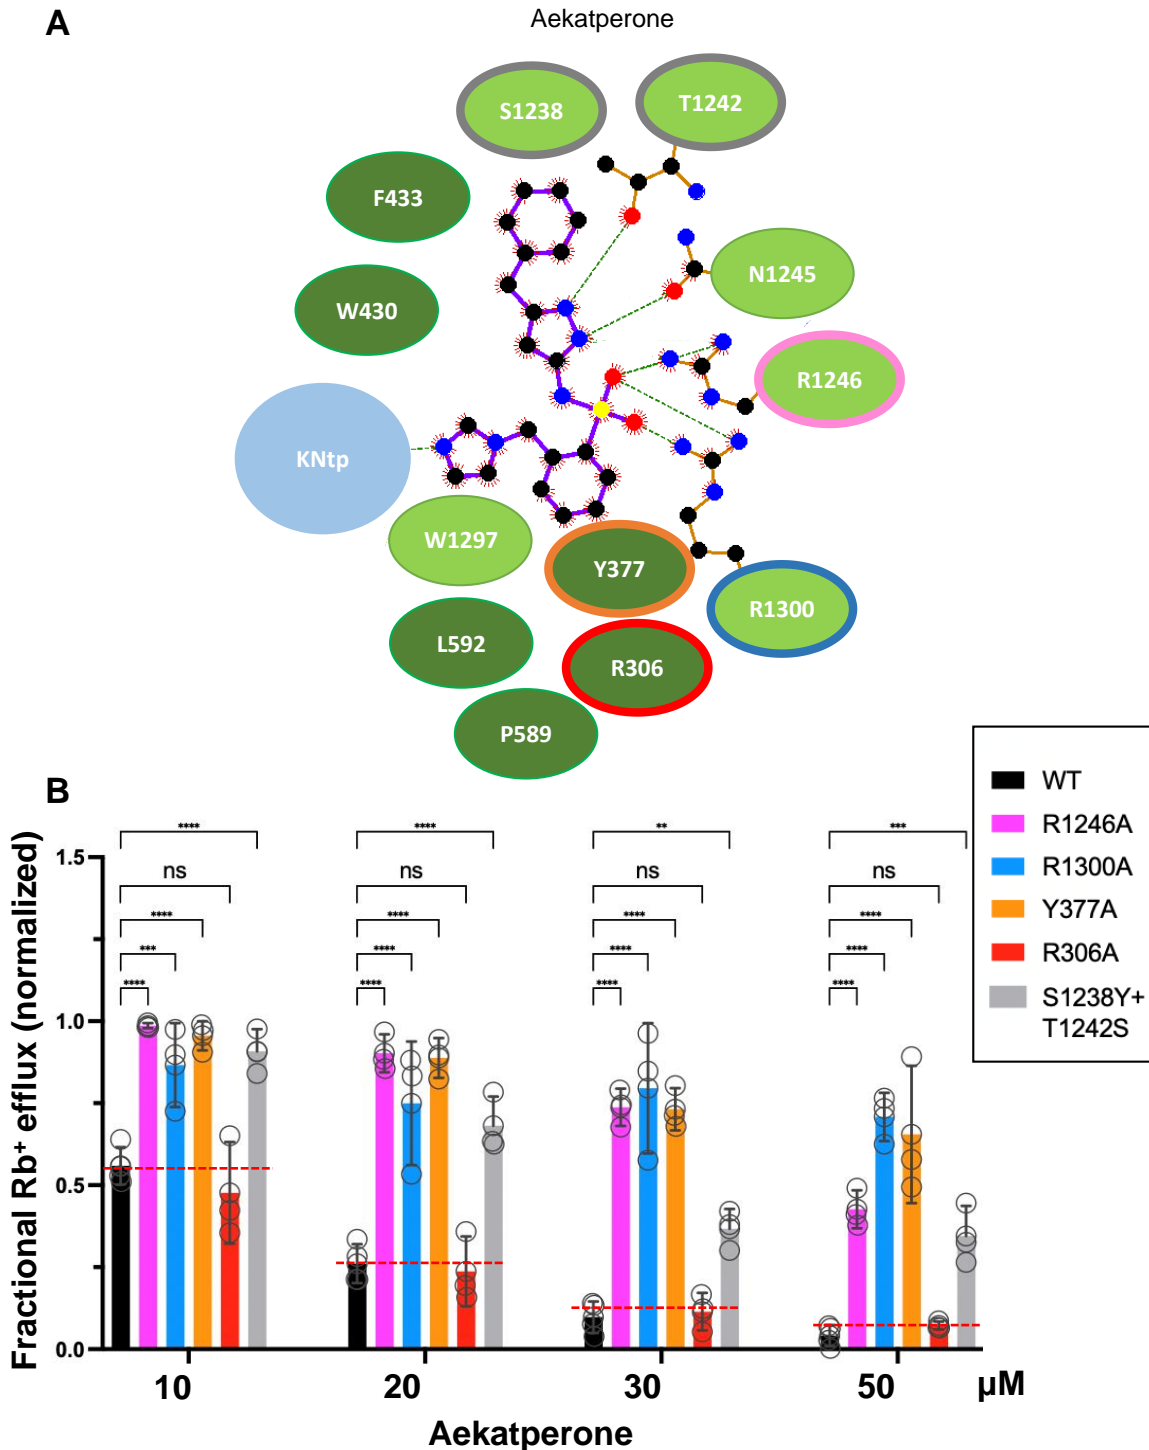 A
Aekatperone
S1238
T1242
F433
N1245
W430
R1246
KNtp
W1297
Y377
R1300
L592
R306
P589
B
WT
R1246A
R1300A
Y377A
R306A
S1238Y+
T1242S
Fractional Rb⁺ efflux (normalized)
1.5
1.0
0.5
0.0
****
ns
****
***
****
****
ns
****
****
****
**
ns
****
****
****
***
ns
****
****
****
10
20
30
50
µM
Aekatperone